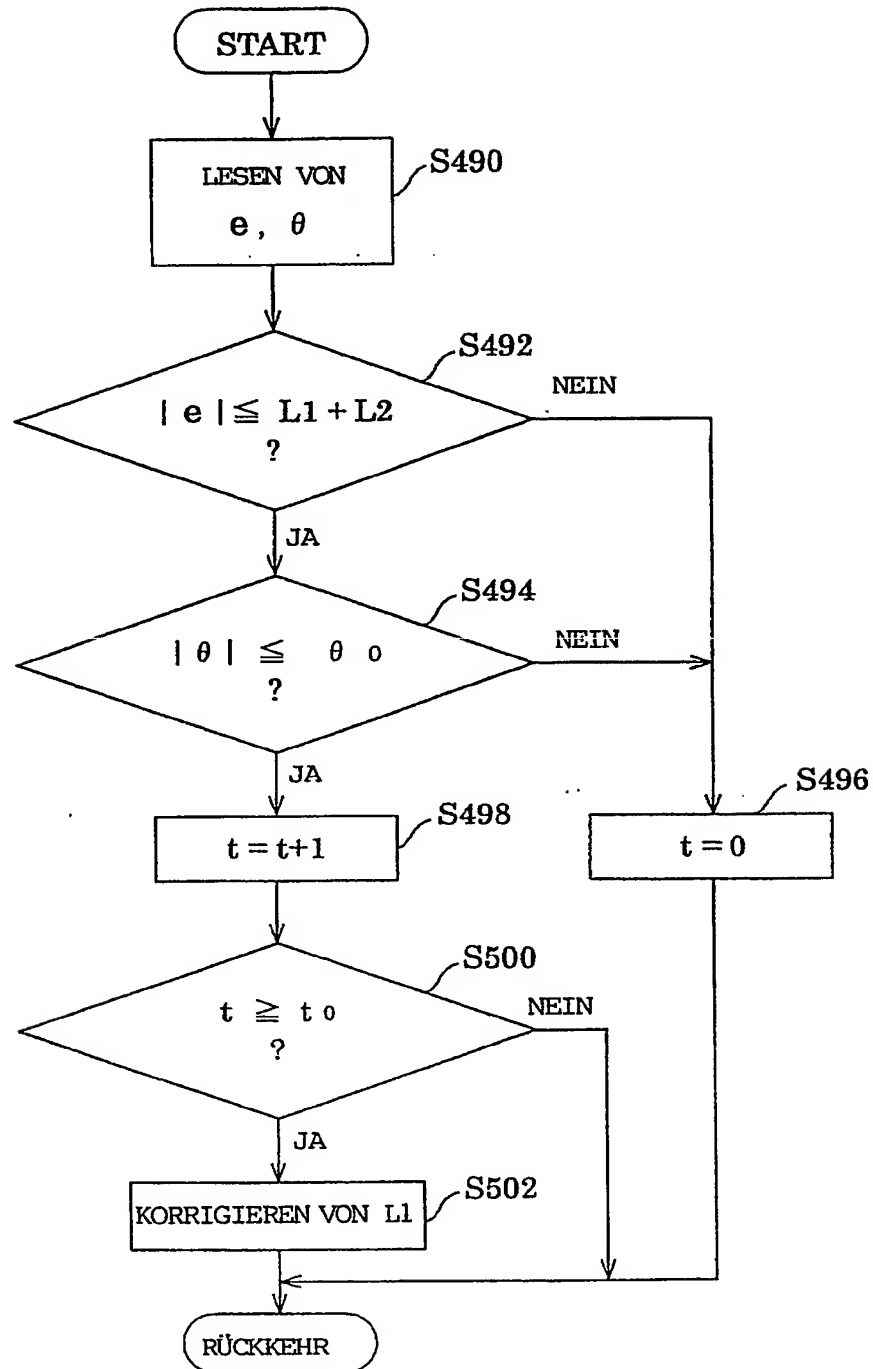 START
LESEN VON
e, θ
S490
S492
| e | ≦ L1 + L2
?
NEIN
JA
S494
| θ | ≦ θ o
?
NEIN
JA
S498
t = t+1
S496
t = 0
S500
t ≧ t o
?
NEIN
JA
S502
KORRIGIEREN VON L1
RÜCKKEHR